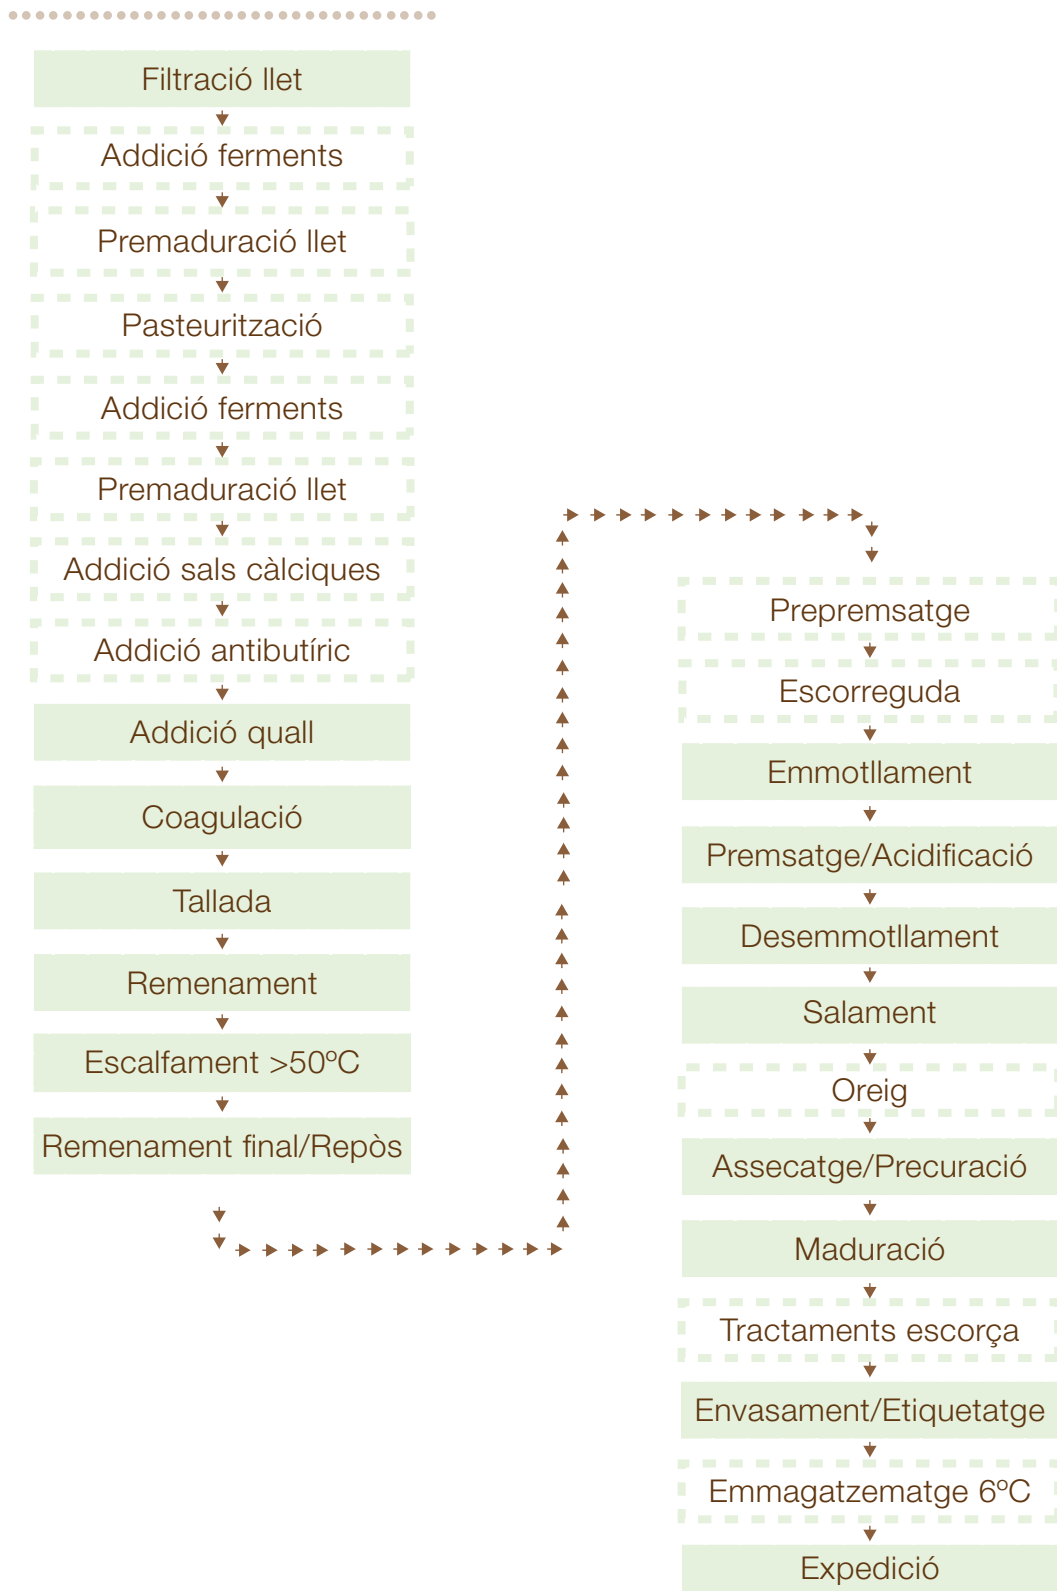 Filtració llet
Addició ferments
Premaduració llet
Pasteurització
Addició ferments
Premaduració llet
Addició sals càlciques
Addició antibutíric
Addició quall
Coagulació
Tallada
Remenament
Escalfament >50ºC
Remenament final/Repòs
Prepremsatge
Escorreguda
Emmotllament
Premsatge/Acidificació
Desemmotllament
Salament
Oreig
Assecatge/Precuració
Maduració
Tractaments escorça
Envasament/Etiquetatge
Emmagatzematge 6ºC
Expedició